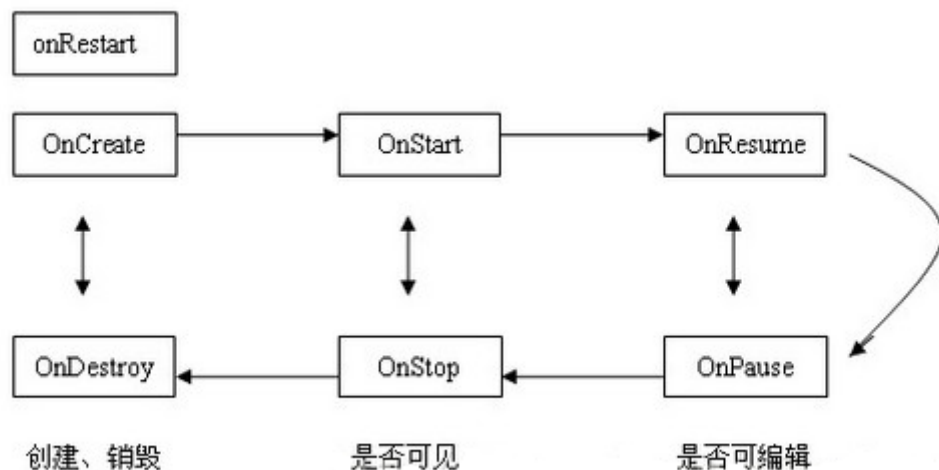 onRestart
OnCreate
OnStart
OnResume
OnDestroy
OnStop
OnPause
创建、销毁
是否可见
是否可编辑